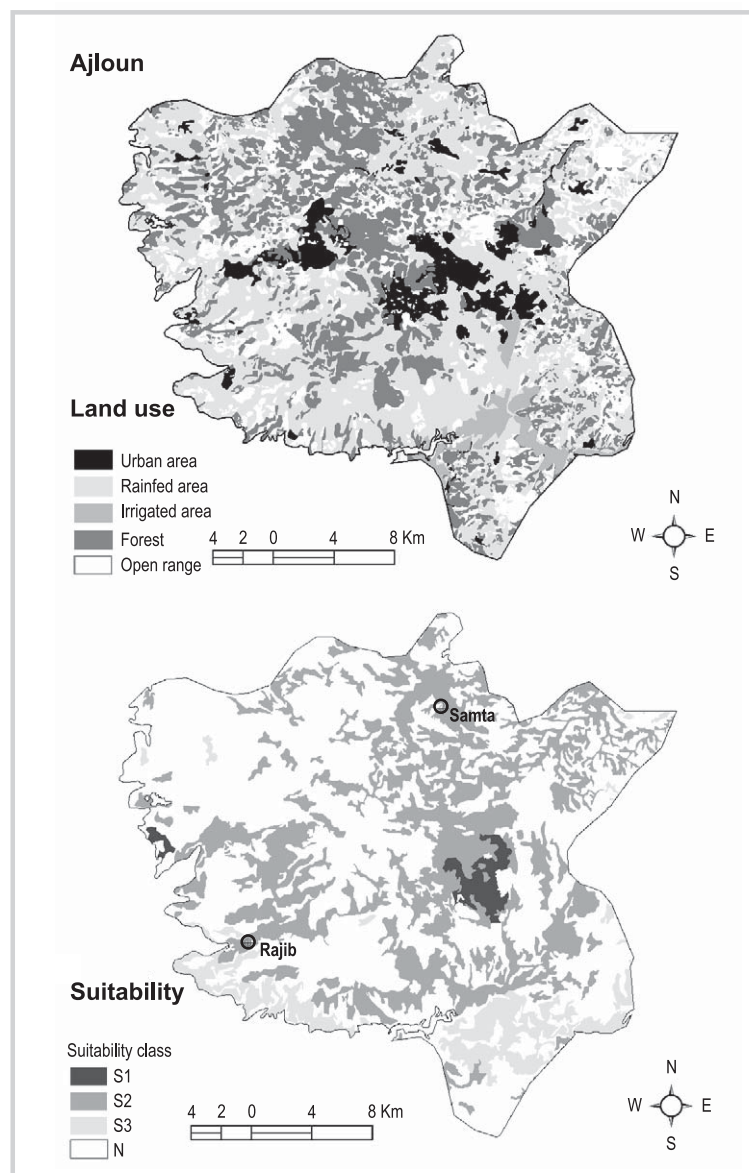 Ajloun
Land use
Urban area
Rainfed area
Irrigated area
Forest
Open range
4 2 0 4 8 Km
N
W E
S
Samta
Rajib
Suitability
Suitability class
S1
S2
S3
N
4 2 0 4 8 Km
N
W E
S